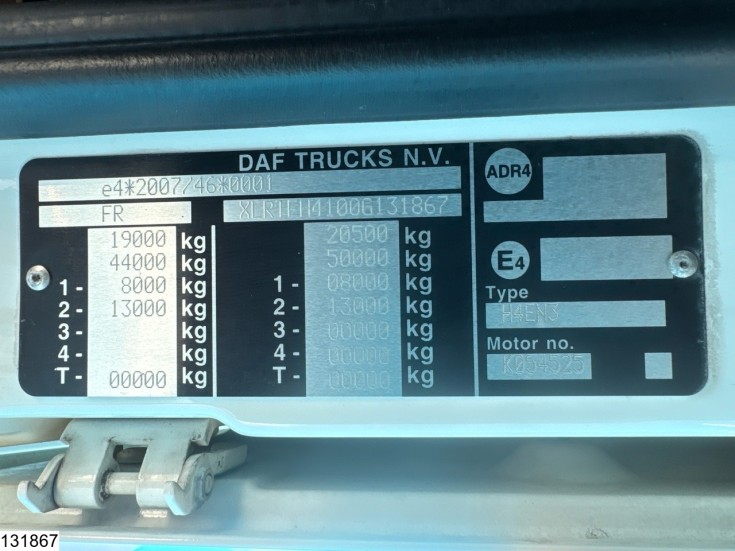 DAF TRUCKS N.V.
e4*2007/46*0001
FR XLRTEH4100G131867
19000 kg 20500 kg
44000 kg 50000 kg
1- 8000 kg 1- 08000 kg
2- 13000 kg 2- 13000 kg
3- kg 3- 00000 kg
4- kg 4- 00000 kg
T- 00000 kg T- 00000 kg
ADR4
E4
Type
H4EN3
Motor no.
K054525
131867